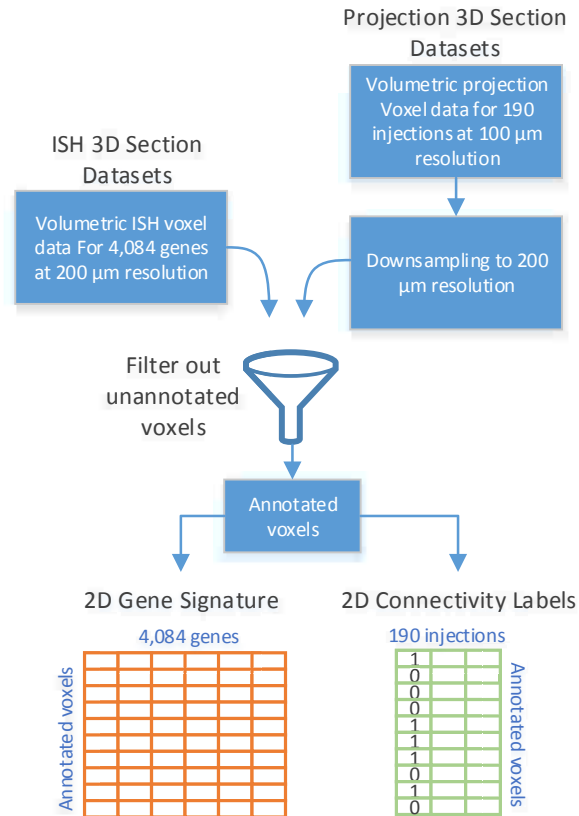 Projection 3D Section
Datasets
Volumetric projection
Voxel data for 190
injections at 100 µm
resolution
ISH 3D Section
Datasets
Volumetric ISH voxel
data For 4,084 genes
at 200 µm resolution
Downsampling to 200
µm resolution
Filter out
unannotated
voxels
Annotated
voxels
2D Gene Signature
4,084 genes
Annotated voxels
2D Connectivity Labels
190 injections
1
0
0
0
1
1
1
0
1
0
Annotated voxels